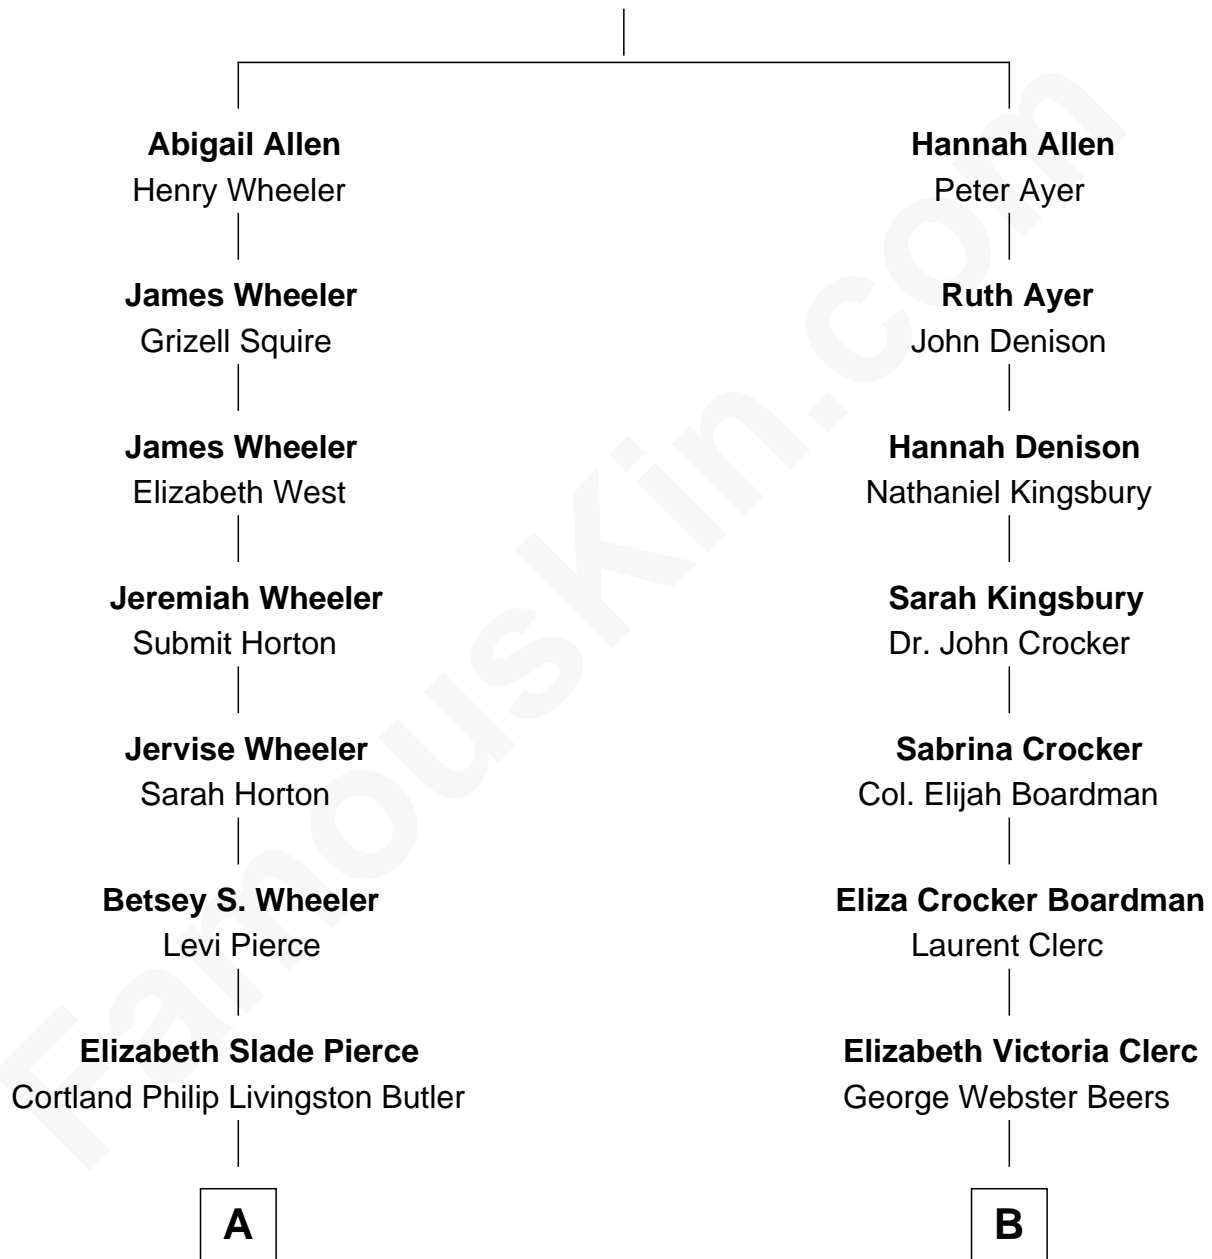 Abigail Allen
Henry Wheeler
James Wheeler
Grizell Squire
James Wheeler
Elizabeth West
Jeremiah Wheeler
Submit Horton
Jervise Wheeler
Sarah Horton
Betsey S. Wheeler
Levi Pierce
Elizabeth Slade Pierce
Cortland Philip Livingston Butler
A
Hannah Allen
Peter Ayer
Ruth Ayer
John Denison
Hannah Denison
Nathaniel Kingsbury
Sarah Kingsbury
Dr. John Crocker
Sabrina Crocker
Col. Elijah Boardman
Eliza Crocker Boardman
Laurent Clerc
Elizabeth Victoria Clerc
George Webster Beers
B
FamousKin.com